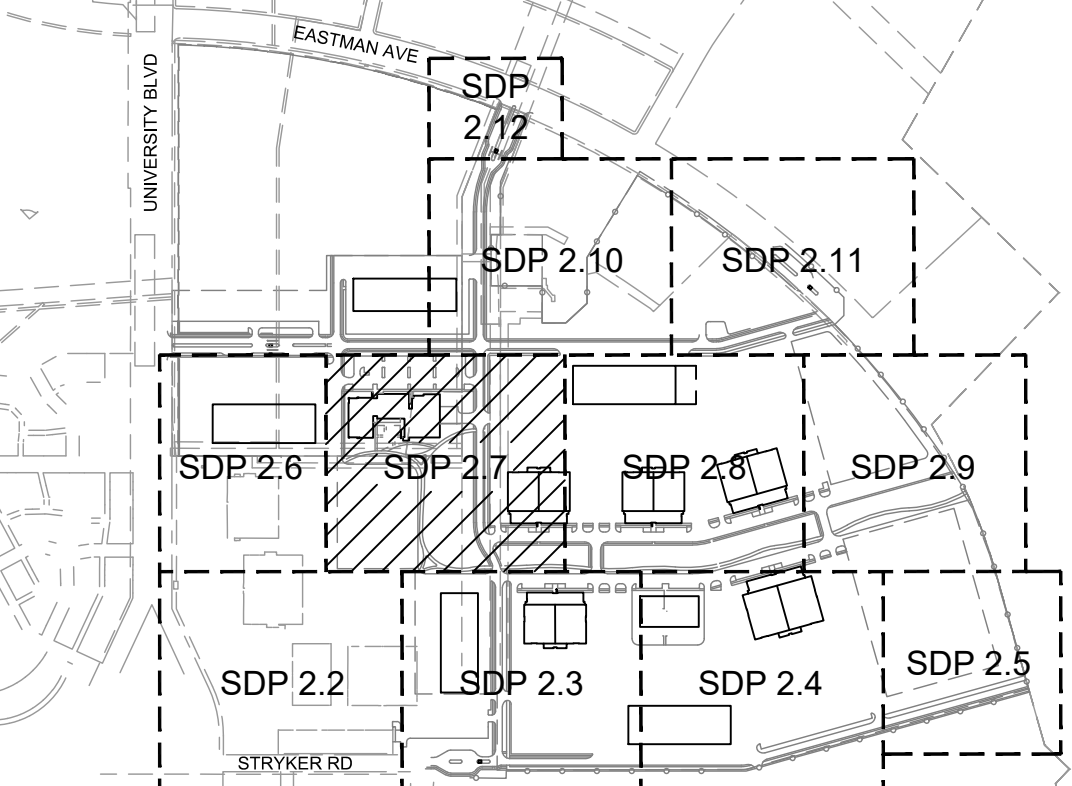 EASTMAN AVE
UNIVERSITY BLVD
SDP
2.12
SDP 2.10
SDP 2.11
SDP 2.6
SDP 2.7
SDP 2.8
SDP 2.9
SDP 2.2
SDP 2.3
SDP 2.4
SDP 2.5
STRYKER RD